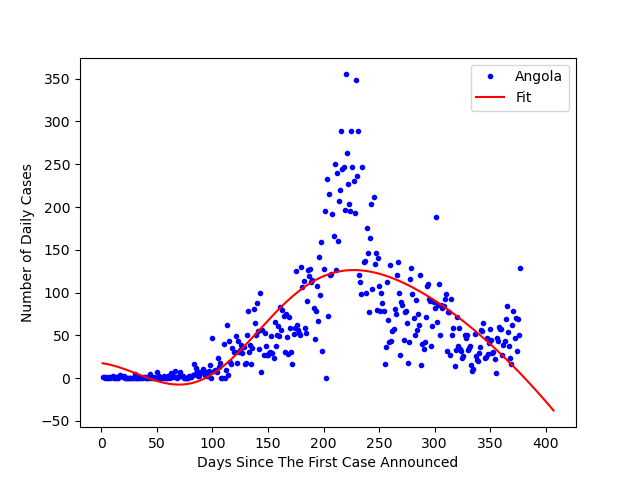 Angola
Fit
350
300
250
200
150
100
50
0
−50
Number of Daily Cases
0 50 100 150 200 250 300 350 400
Days Since The First Case Announced